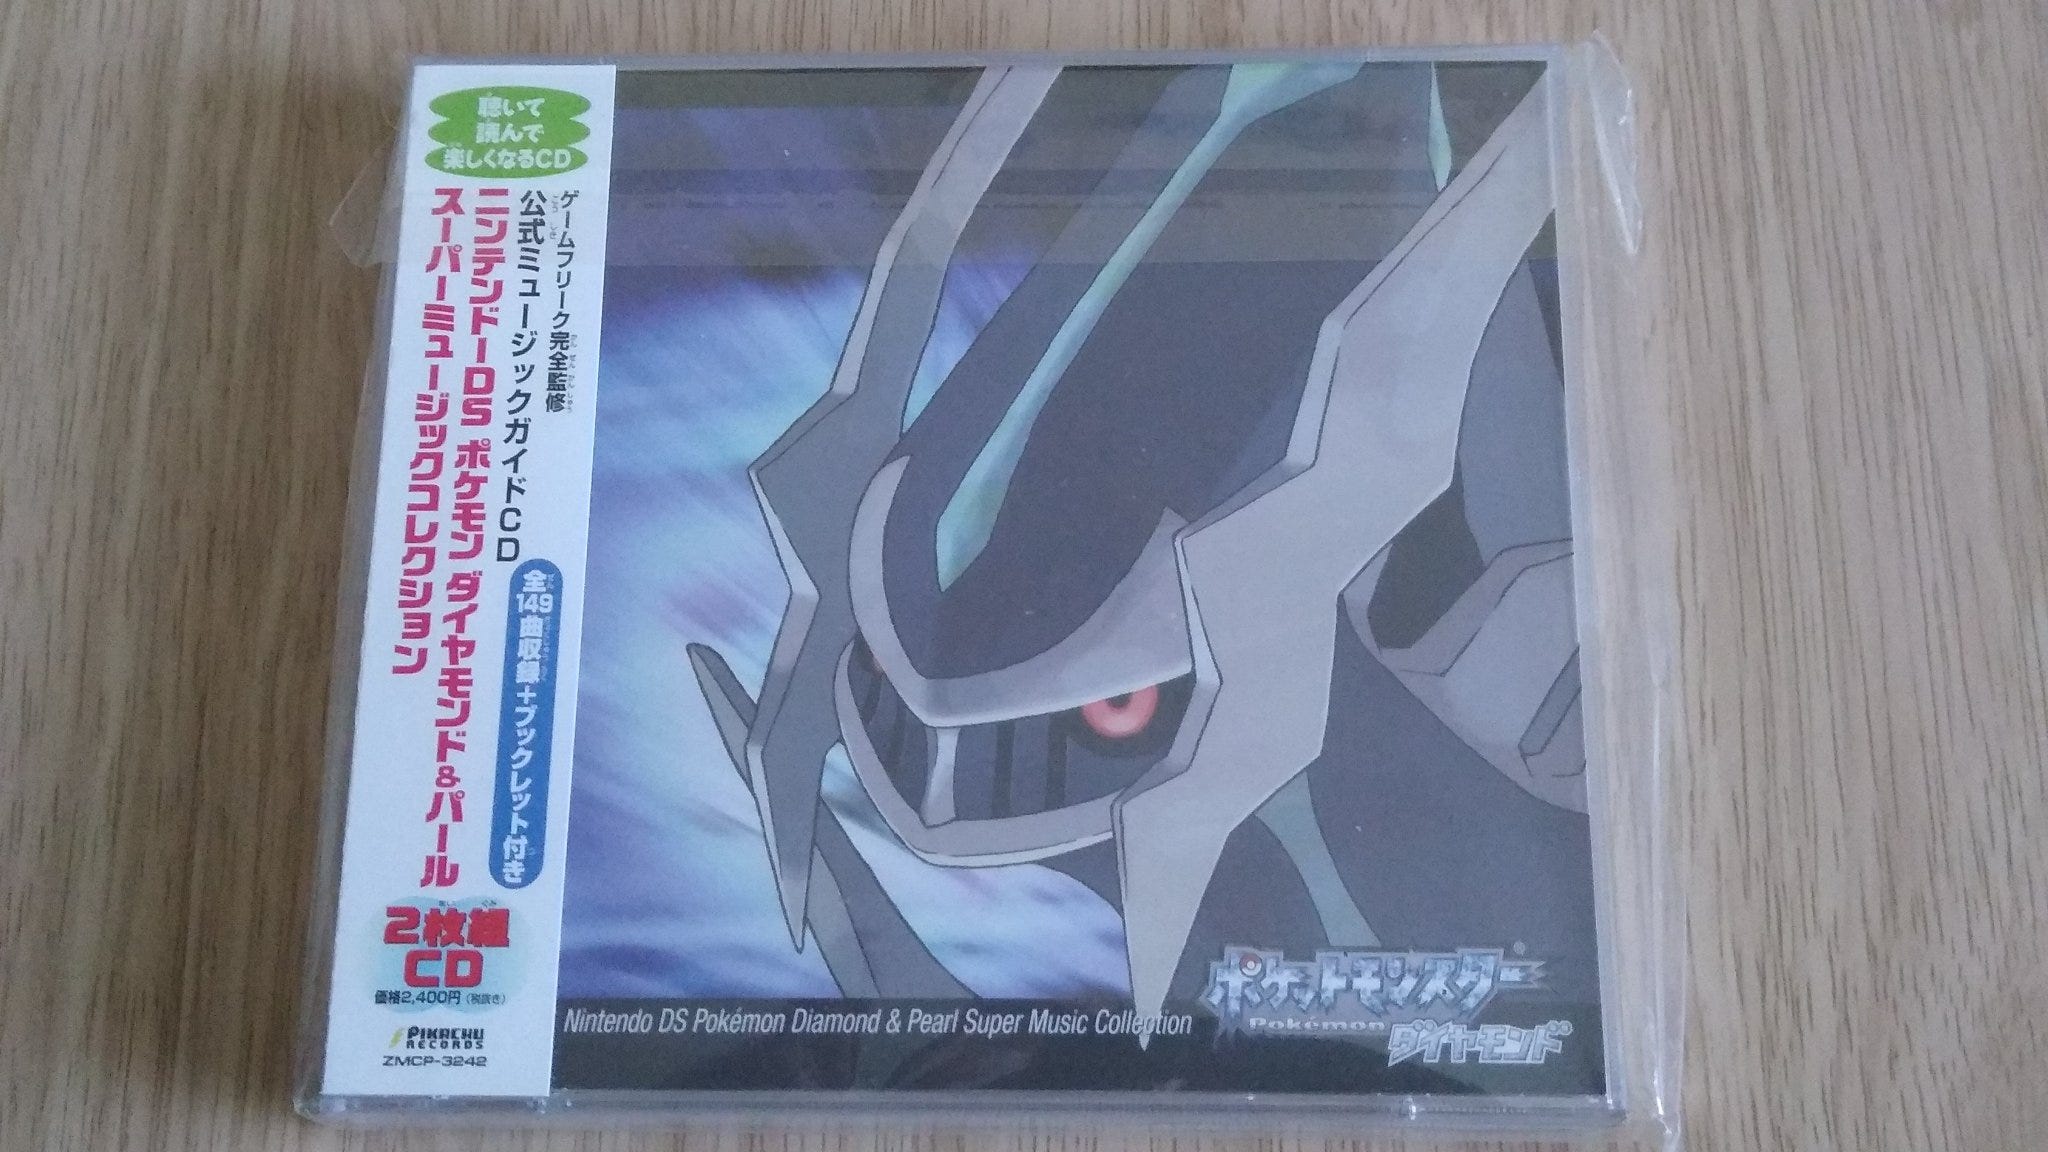 聴いて
読んで
楽しくなるCD
ゲームフリーク完全監修
公式ミュージックガイドCD
ニンテンドーDS ポケモン ダイヤモンド&パール
スーパーミュージックコレクション
全149曲収録+ブックレット付き
2枚組
CD
価格2,400円(税抜き)
PIKACHU
RECORDS
ZMCP-3242
Nintendo DS Pokémon Diamond & Pearl Super Music Collection
ポケットモンスター
Pokémon
ダイヤモンド